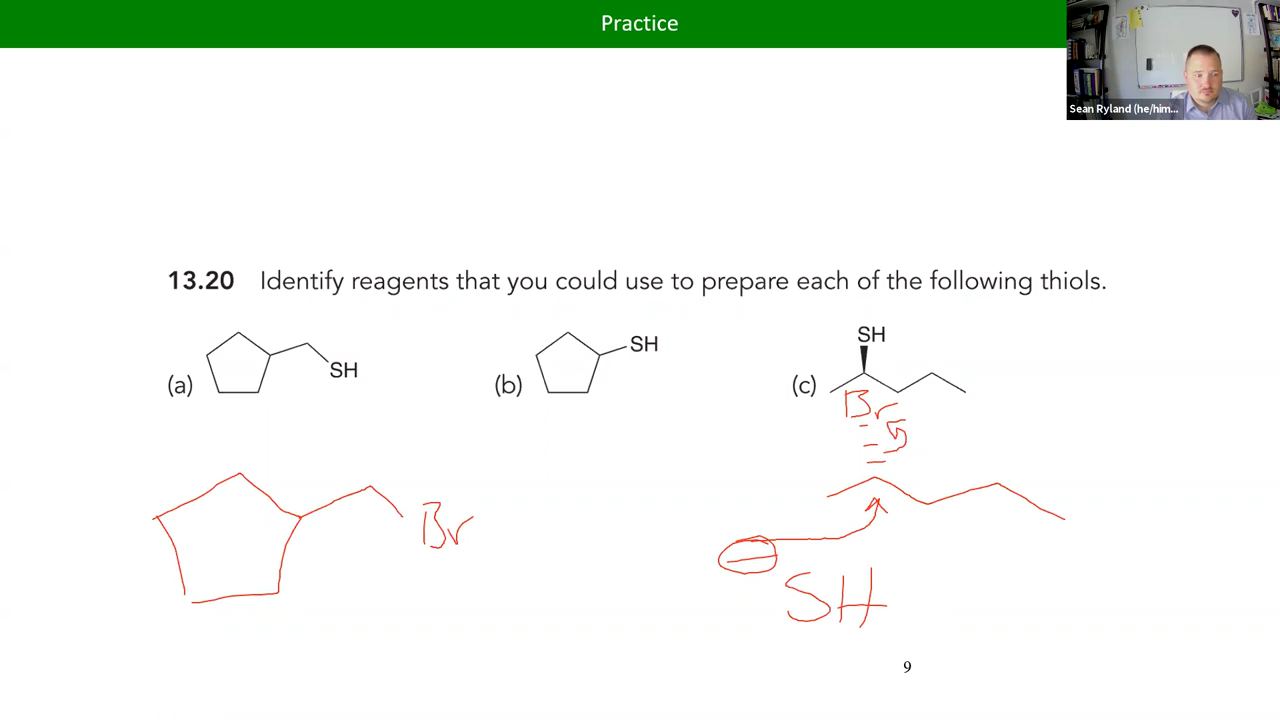 Practice
Sean Ryland (he/him...
13.20 Identify reagents that you could use to prepare each of the following thiols.
(a) SH
(b) SH
(c) SH
Br
Br
SH
9